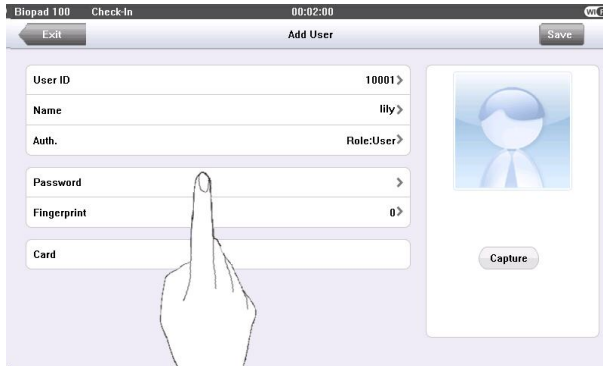 Biopad 100 Check-In 00:02:00
Exit Add User Save
User ID 10001
Name lily
Auth. Role:User
Password
Fingerprint 0
Card
Capture